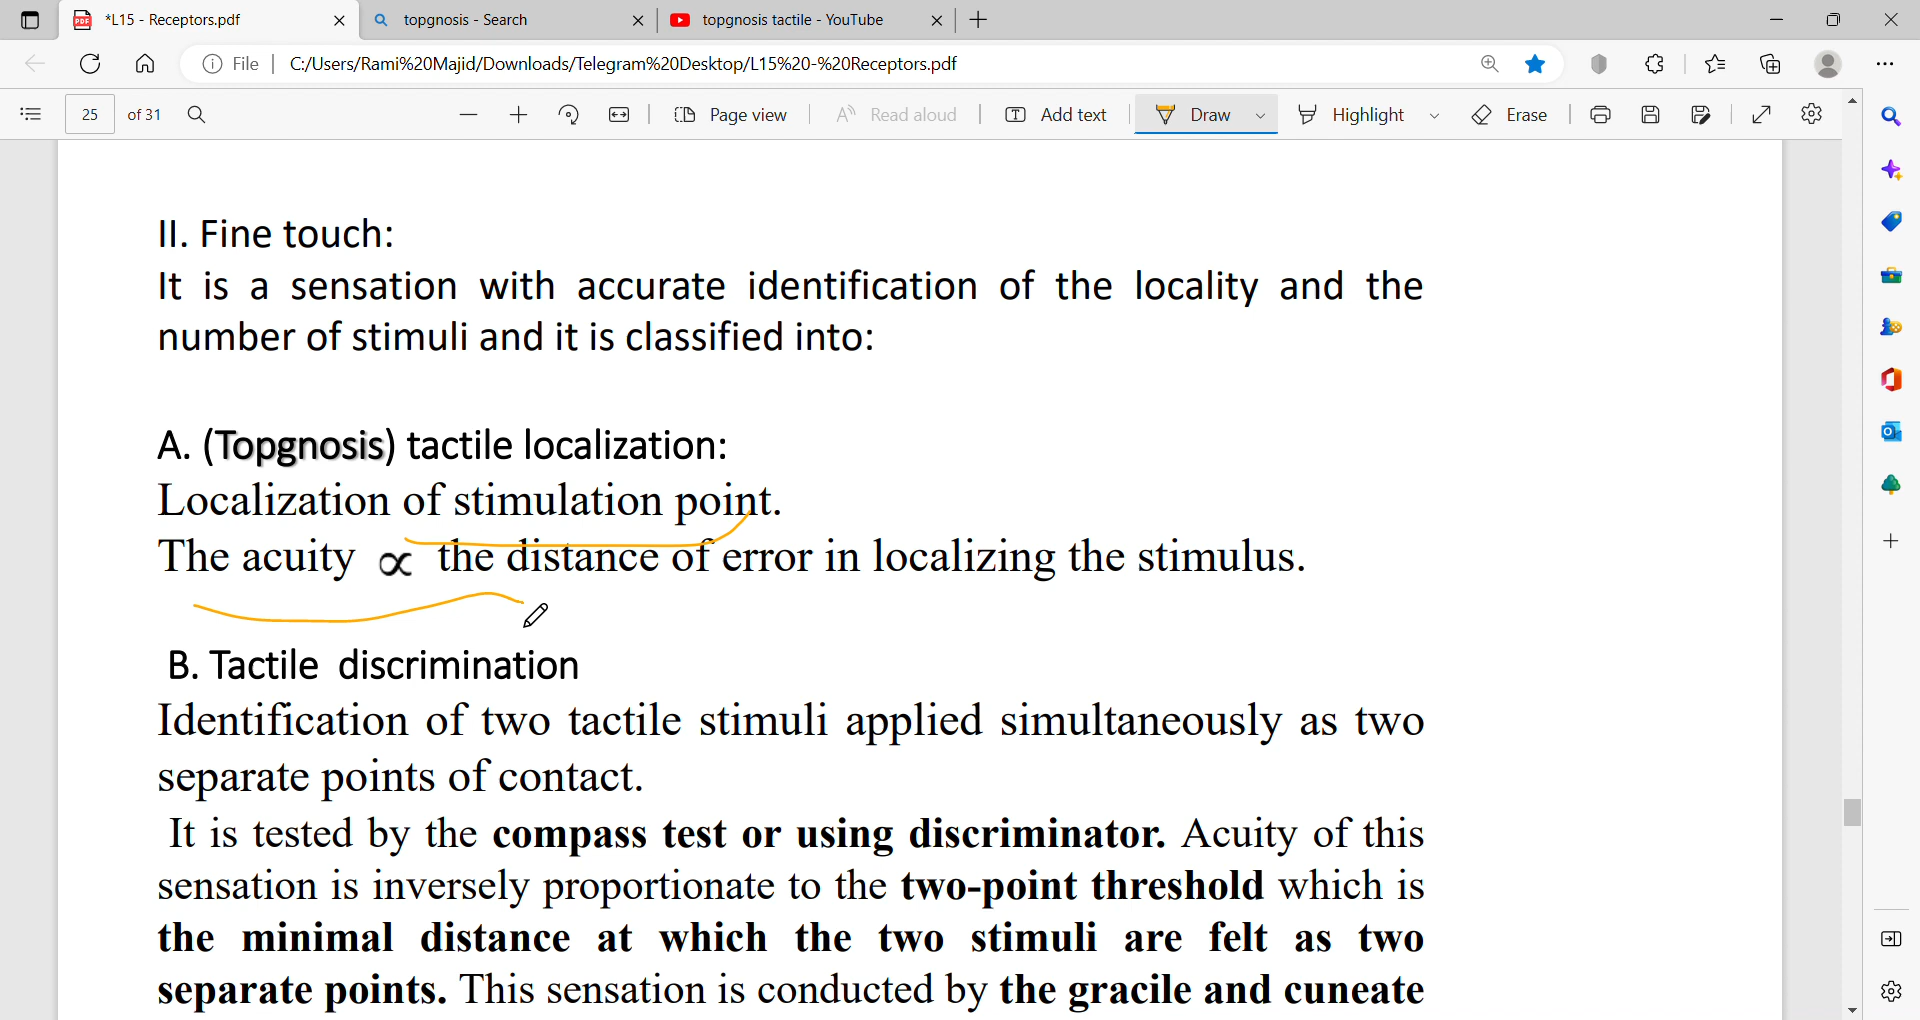 *L15 - Receptors.pdf
topgnosis - Search
topgnosis tactile - YouTube
File
C:/Users/Rami%20Majid/Downloads/Telegram%20Desktop/L15%20-%20Receptors.pdf
25 of 31
Page view
Read aloud
Add text
Draw
Highlight
Erase
II. Fine touch:
It is a sensation with accurate identification of the locality and the
number of stimuli and it is classified into:
A. (Topgnosis) tactile localization:
Localization of stimulation point.
The acuity ∝ the distance of error in localizing the stimulus.
B. Tactile discrimination
Identification of two tactile stimuli applied simultaneously as two
separate points of contact.
It is tested by the compass test or using discriminator. Acuity of this
sensation is inversely proportionate to the two-point threshold which is
the minimal distance at which the two stimuli are felt as two
separate points. This sensation is conducted by the gracile and cuneate